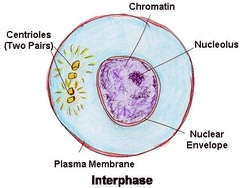 Chromatin
Centrioles
(Two Pairs)
Nucleolus
Nuclear
Envelope
Plasma Membrane
Interphase